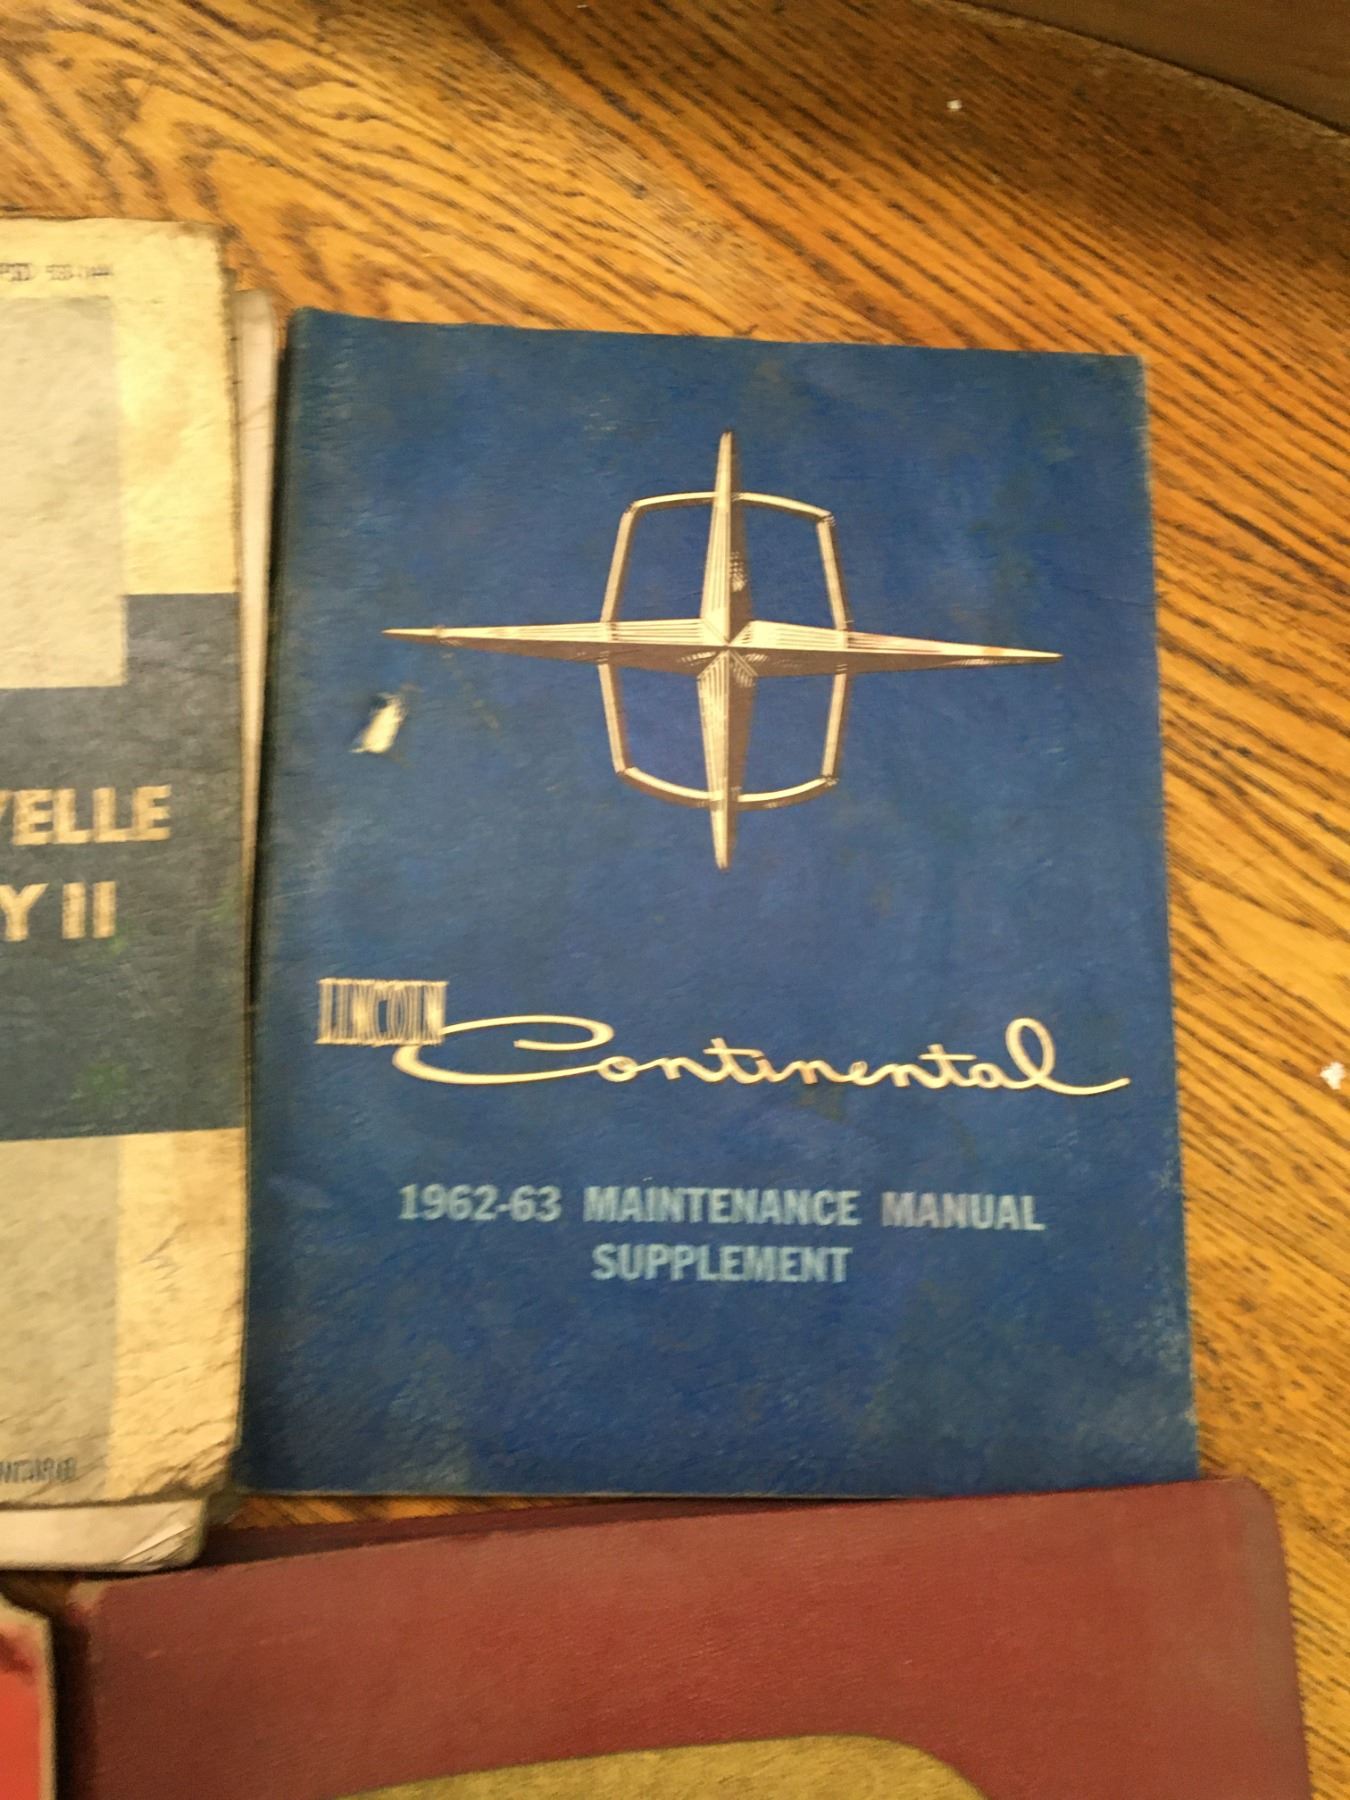 VELLE
Y II
LINCOLN
Continental
1962-63 MAINTENANCE MANUAL
SUPPLEMENT